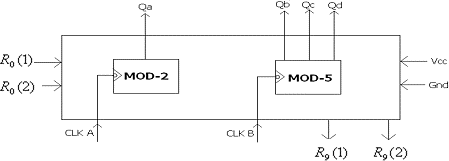 Qa Qb Qc Qd
R₀(1) Vcc
MOD-2 MOD-5
R₀(2) Gnd
CLK A CLK B
R₉(1) R₉(2)